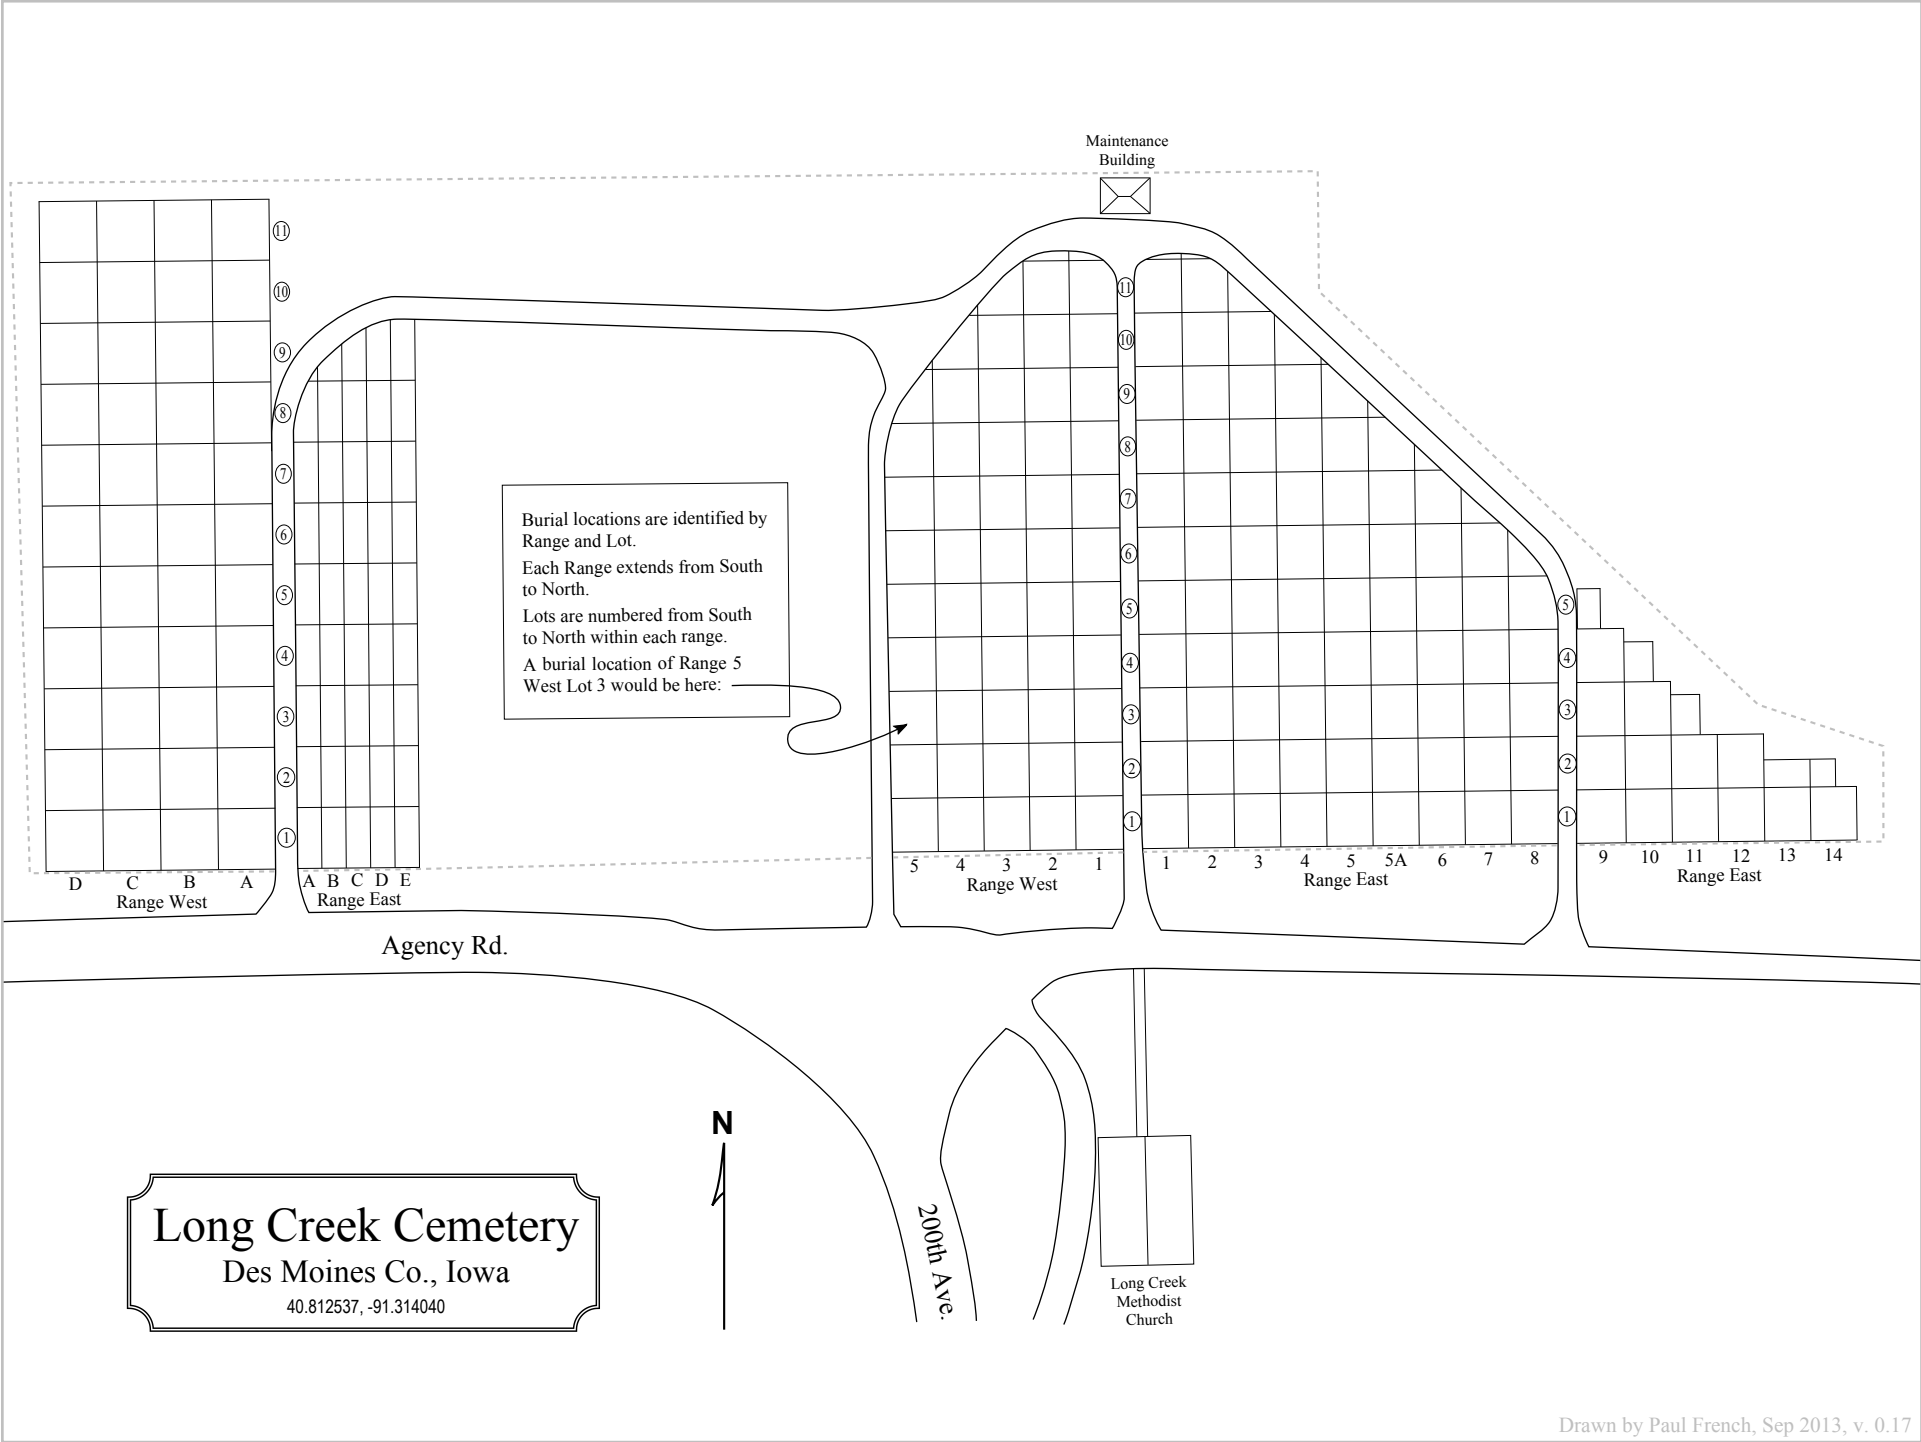 Maintenance
Building
11
10
9
8
7
6
5
4
3
2
1
11
10
9
8
7
6
5
4
3
2
1
5
4
3
2
1
Burial locations are identified by
Range and Lot.
Each Range extends from South
to North.
Lots are numbered from South
to North within each range.
A burial location of Range 5
West Lot 3 would be here:
D C B A
Range West
A B C D E
Range East
5 4 3 2 1
Range West
1 2 3 4 5 5A 6 7 8
Range East
9 10 11 12 13 14
Range East
Agency Rd.
N
200th Ave.
Long Creek Cemetery
Des Moines Co., Iowa
40.812537, -91.314040
Long Creek
Methodist
Church
Drawn by Paul French, Sep 2013, v. 0.17